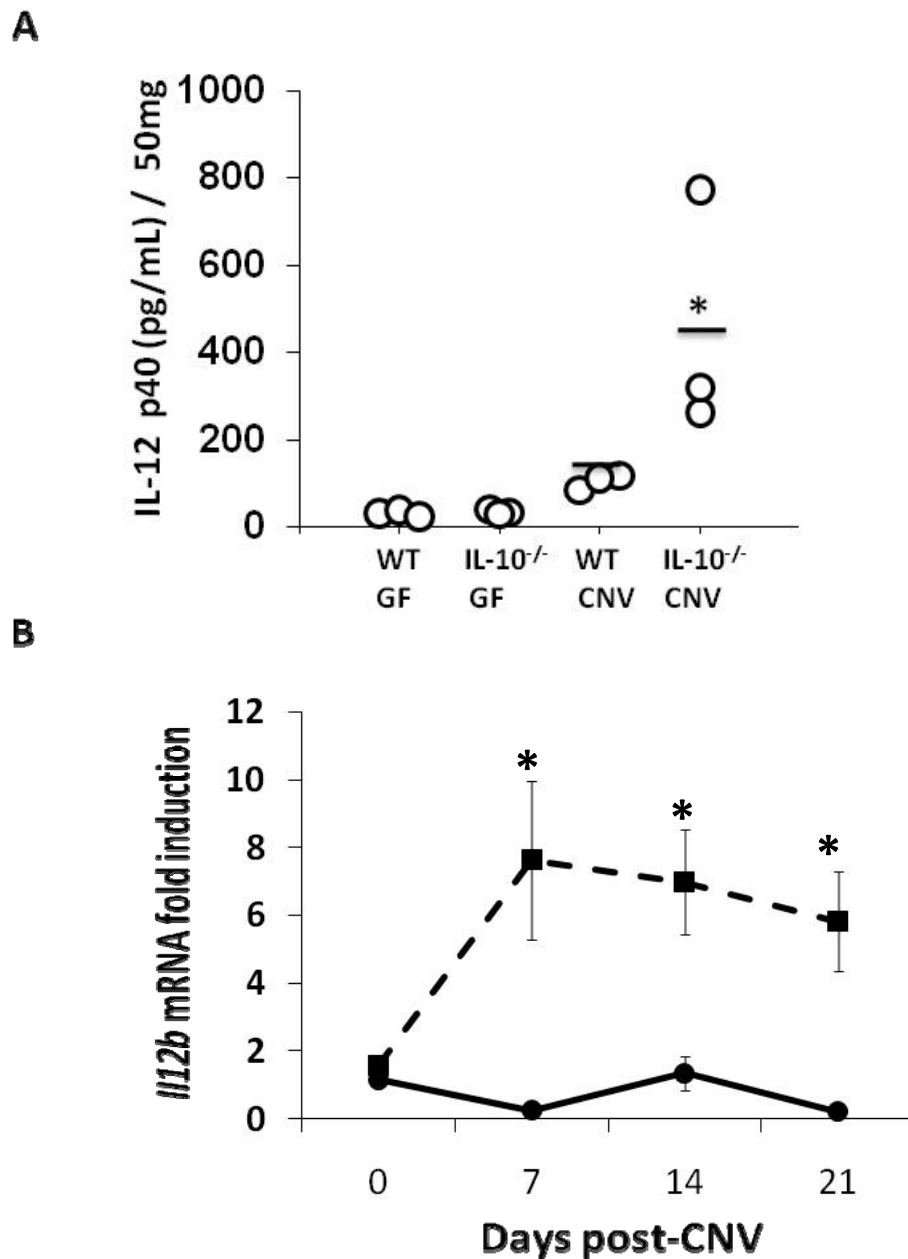 A
IL-12 p40 (pg/mL) / 50mg
1000
800
600
400
200
0
*
WT IL-10-/- WT IL-10-/-
GF GF CNV CNV
B
Il12b mRNA fold induction
12
10
8
6
4
2
0
* * *
0 7 14 21
Days post-CNV